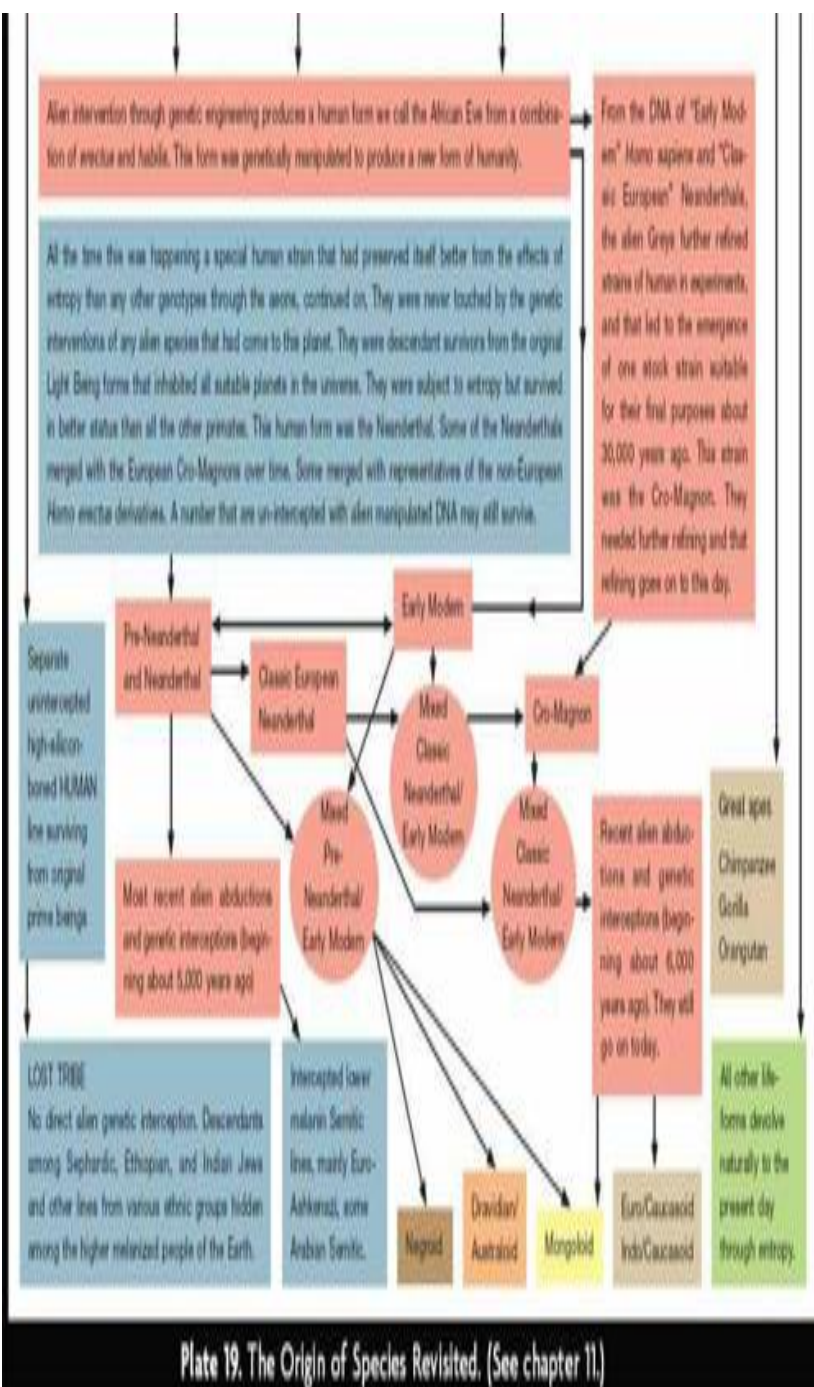 Alien intervention through genetic engineering produces a human form we call the African Eve from a combina-
tion of erectus and habilis. This form was genetically manipulated to produce a new form of humanity.
From the DNA of "Early Mod-
ern" Homo sapiens and "Clas-
sic European" Neanderthals,
the alien Greys further refined
strains of human in experiments,
and that led to the emergence
of one stock strain suitable
for their final purposes about
30,000 years ago. This strain
was the Cro-Magnon. They
needed further refining and that
refining goes on to this day.
All the time this was happening a special human strain that had preserved itself better from the effects of
entropy than any other genotypes through the aeons, continued on. They were never touched by the genetic
interventions of any alien species that had come to the planet. They were descendant survivors from the original
Light Being forms that inhabited all suitable planets in the universe. They were subject to entropy but survived
in better status than all the other primates. This human form was the Neanderthal. Some of the Neanderthals
merged with the European Cro-Magnons over time. Some merged with representatives of the non-European
Homo erectus derivatives. A number that are un-intercepted with alien manipulated DNA may still survive.
Separate
unintercepted
high-silicon-
boned HUMAN
line surviving
from original
prime beings
Pre-Neanderthal
and Neanderthal
Early Modern
Classic European
Neanderthal
Mixed
Classic
Neanderthal/
Early Modern
Cro-Magnon
Mixed
Pre-
Neanderthal/
Early Modern
Mixed
Classic
Neanderthal/
Early Modern
Most recent alien abductions
and genetic interceptions (begin-
ning about 5,000 years ago)
Recent alien abduc-
tions and genetic
interceptions (begin-
ning about 6,000
years ago). They still
go on today.
Great apes
Chimpanzee
Gorilla
Orangutan
LOST TRIBE
No direct alien genetic interception. Descendants
among Sephardic, Ethiopian, and Indian Jews
and other lines from various ethnic groups hidden
among the higher melanized people of the Earth.
Intercepted lower
melanin Semitic
lines, mainly Euro-
Ashkenazi, some
Arabian Semitic.
Negroid
Dravidian/
Australoid
Mongoloid
Euro/Caucasoid
Indo/Caucasoid
All other life-
forms devolve
naturally to the
present day
through entropy.
Plate 19. The Origin of Species Revisited. (See chapter 11.)